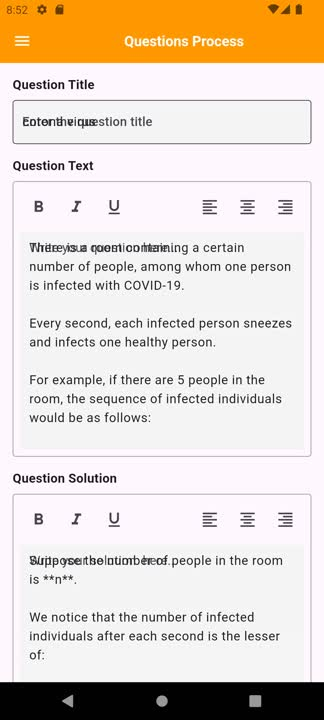 8:52
Questions Process
Question Title
Enter the question title
Question Text
B I U
There is a room containing a certain
number of people, among whom one person
is infected with COVID-19.
Every second, each infected person sneezes
and infects one healthy person.
For example, if there are 5 people in the
room, the sequence of infected individuals
would be as follows:
Question Solution
B I U
Suppose the number of people in the room
is **n**.
We notice that the number of infected
individuals after each second is the lesser
of: